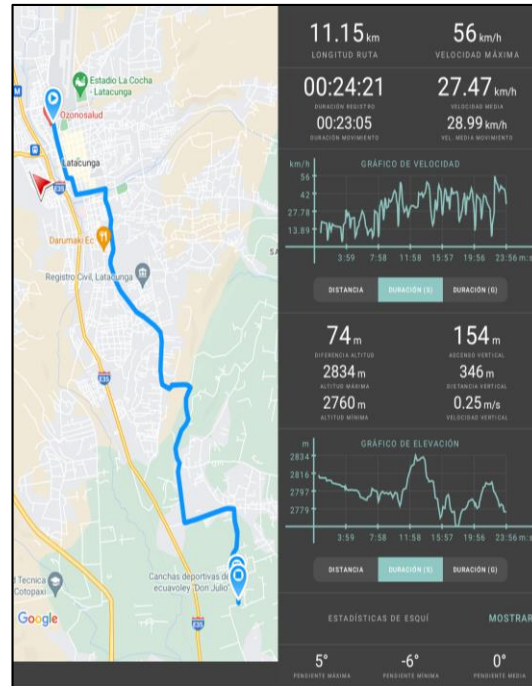 Estadio La Cocha
- Latacunga
M
Ozonosalud
Latacunga
E35
Darumaki Ec
Registro Civil, Latacunga
E35
Canchas deportivas de
ecuavoley "Don Julio"
d Tecnica
Cotopaxi
Google
11.15 km
LONGITUD RUTA
56 km/h
VELOCIDAD MÁXIMA
00:24:21
DURACIÓN REGISTRO
27.47 km/h
VELOCIDAD MEDIA
00:23:05
DURACIÓN MOVIMIENTO
28.99 km/h
VEL. MEDIA MOVIMIENTO
km/h
GRÁFICO DE VELOCIDAD
56
42
27.78
13.89
3:59 7:58 11:58 15:57 19:56 23:56 m:s
DISTANCIA DURACIÓN (S) DURACIÓN (G)
74 m
DIFERENCIA ALTITUD
154 m
ASCENSO VERTICAL
2834 m
ALTITUD MÁXIMA
346 m
DISTANCIA VERTICAL
2760 m
ALTITUD MÍNIMA
0.25 m/s
VELOCIDAD VERTICAL
m
GRÁFICO DE ELEVACIÓN
2834
2816
2797
2779
3:59 7:58 11:58 15:57 19:56 23:56 m:s
DISTANCIA DURACIÓN (S) DURACIÓN (G)
ESTADÍSTICAS DE ESQUÍ MOSTRAR
5°
PENDIENTE MÁXIMA
-6°
PENDIENTE MÍNIMA
0°
PENDIENTE MEDIA